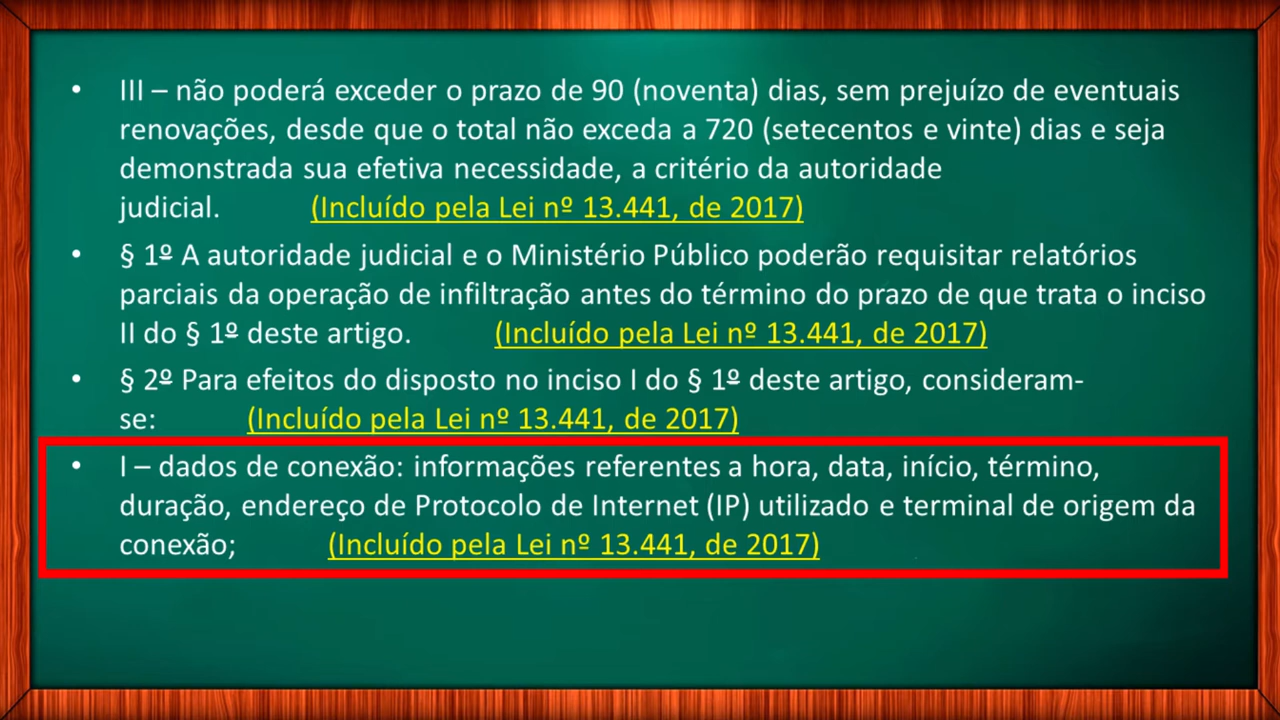 • III – não poderá exceder o prazo de 90 (noventa) dias, sem prejuízo de eventuais
renovações, desde que o total não exceda a 720 (setecentos e vinte) dias e seja
demonstrada sua efetiva necessidade, a critério da autoridade
judicial. (Incluído pela Lei nº 13.441, de 2017)
• § 1º A autoridade judicial e o Ministério Público poderão requisitar relatórios
parciais da operação de infiltração antes do término do prazo de que trata o inciso
II do § 1º deste artigo. (Incluído pela Lei nº 13.441, de 2017)
• § 2º Para efeitos do disposto no inciso I do § 1º deste artigo, consideram-
se: (Incluído pela Lei nº 13.441, de 2017)
• I – dados de conexão: informações referentes a hora, data, início, término,
duração, endereço de Protocolo de Internet (IP) utilizado e terminal de origem da
conexão; (Incluído pela Lei nº 13.441, de 2017)